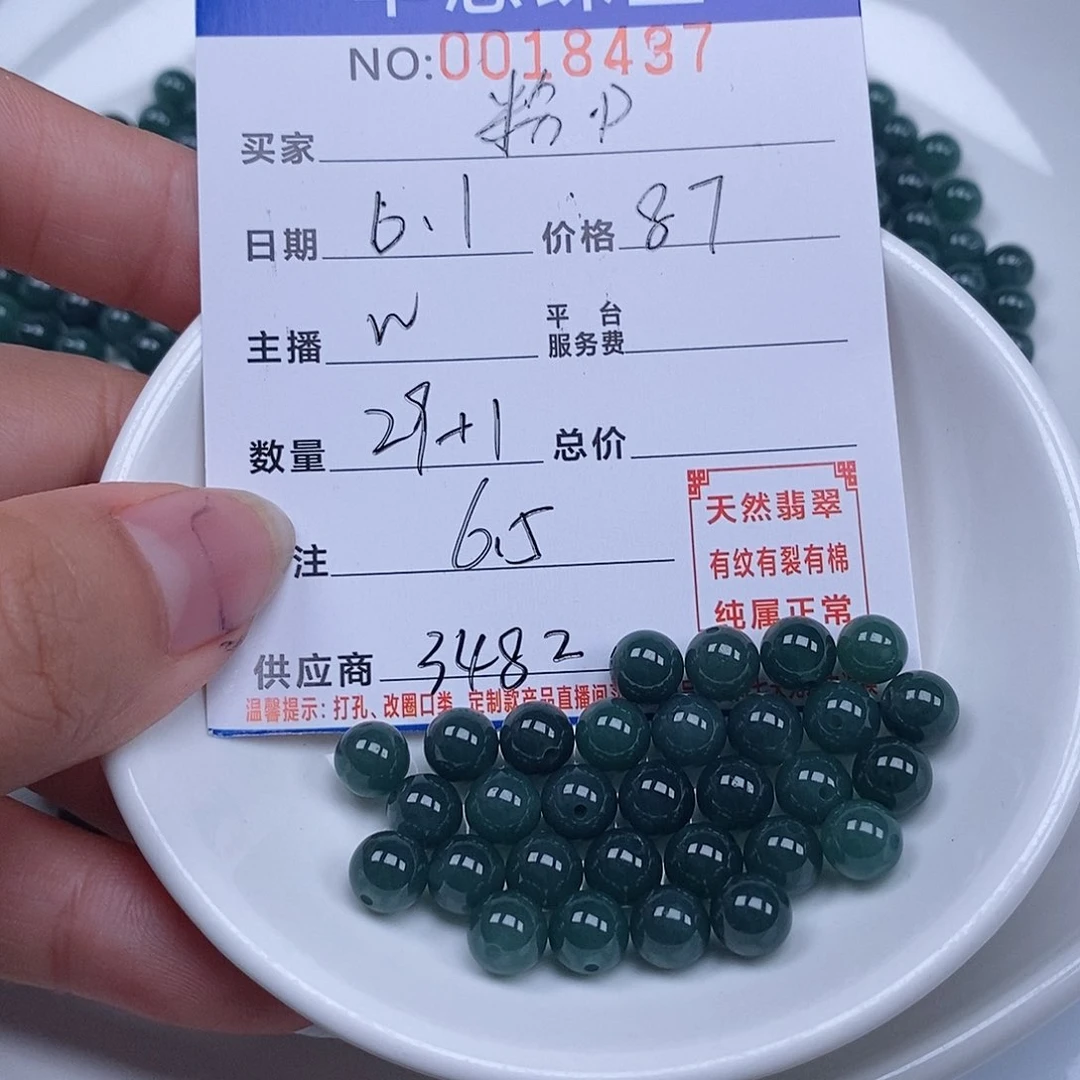 NO:0018437
买家 粉
日期 6.1 价格 87
主播 W 平台
服务费
数量 29+1 总价
注 6.5
供应商 3482
天然翡翠
有纹有裂有棉
纯属正常
温馨提示：打孔、改圈口类 定制款产品直播间